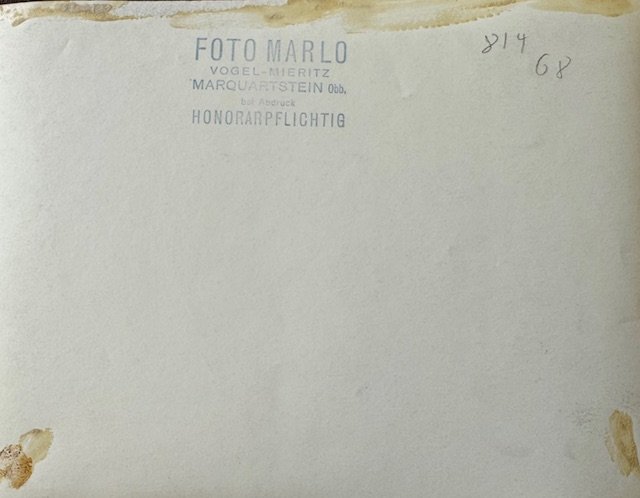 FOTO MARLO
VOGEL-MIERITZ
MARQUARTSTEIN Obb.
bei Abdruck
HONORARPFLICHTIG
814
68